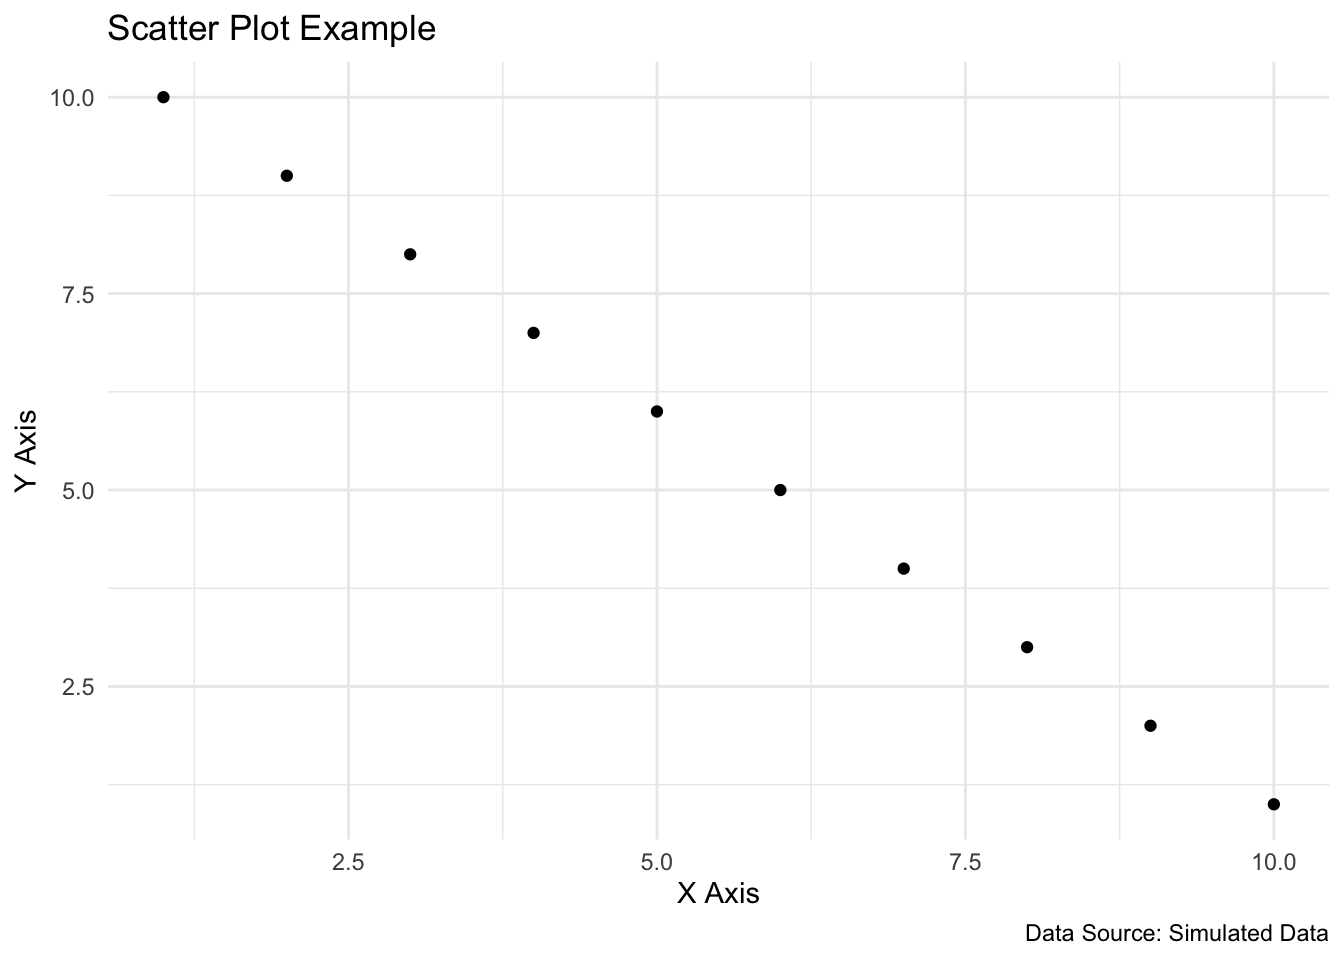 Scatter Plot Example
10.0
7.5
5.0
2.5
Y Axis
2.5 5.0 7.5 10.0
X Axis
Data Source: Simulated Data